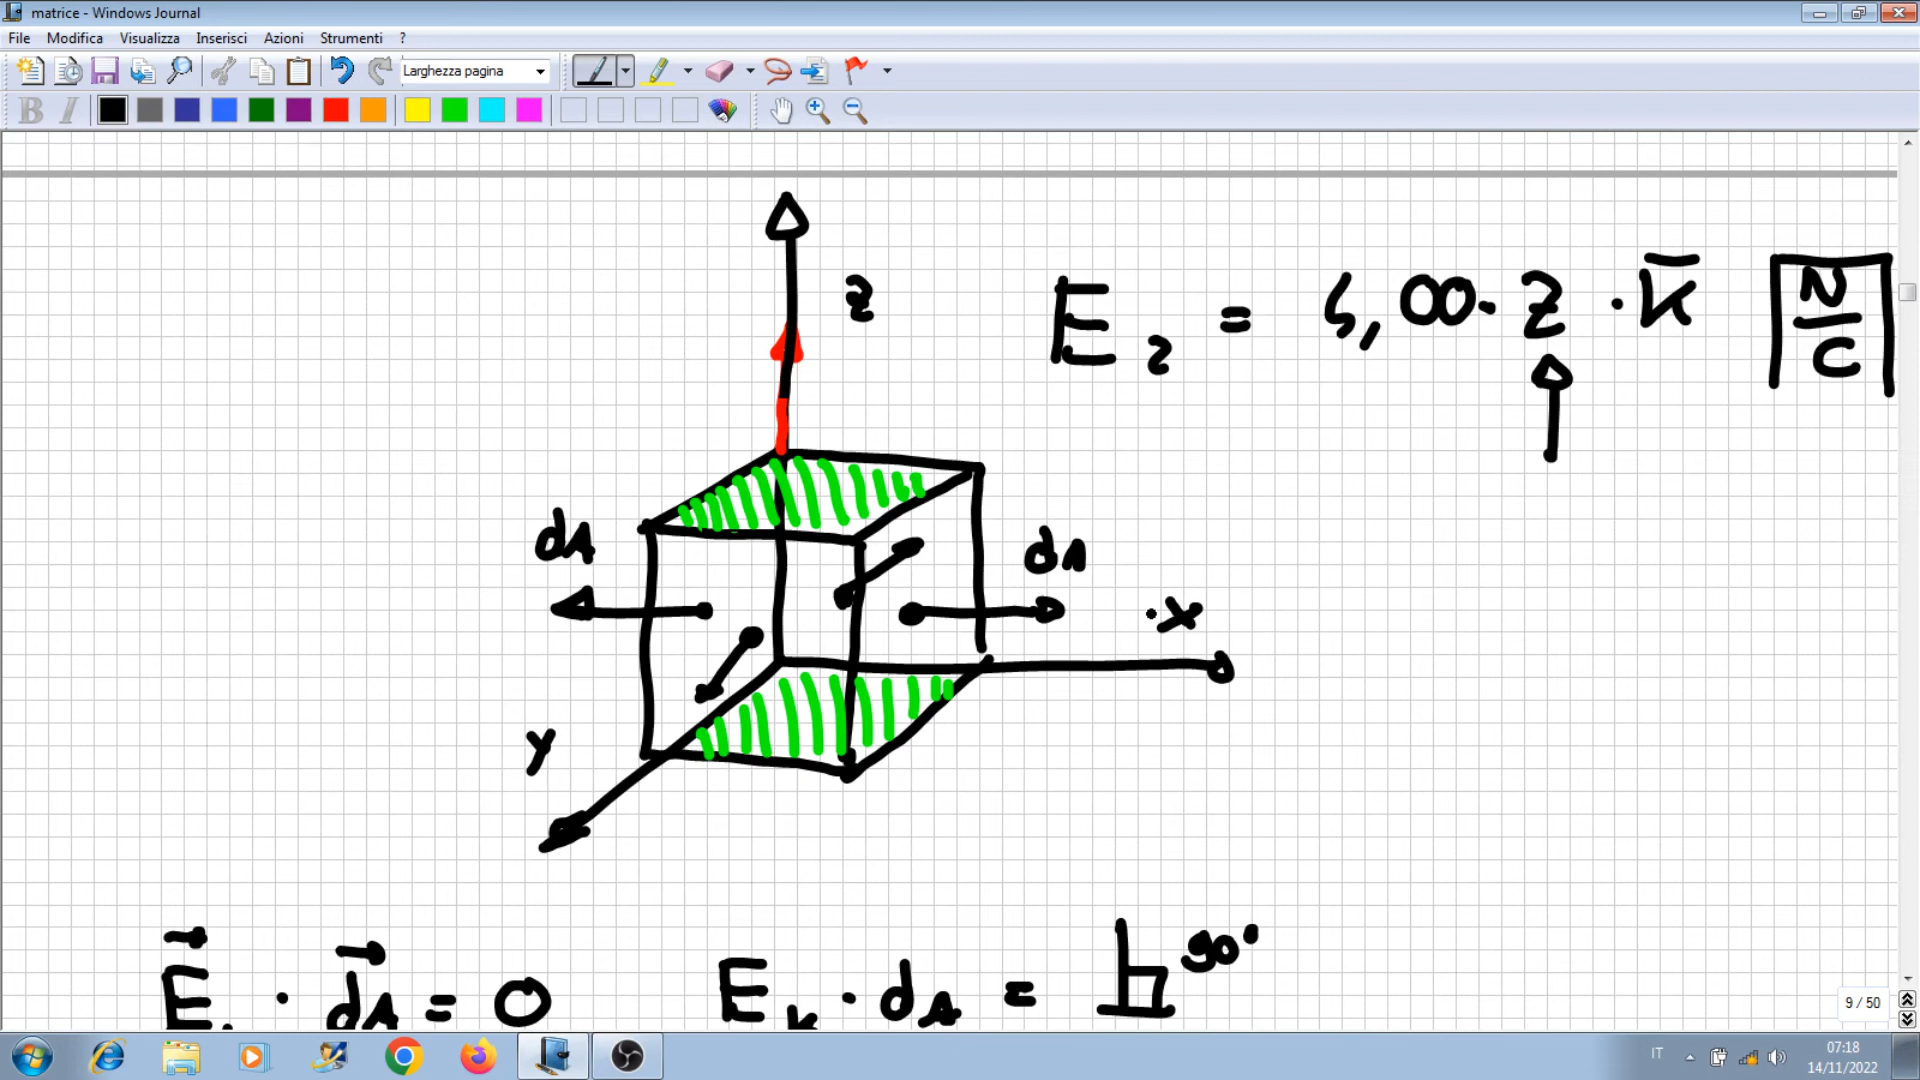 matrice - Windows Journal
File Modifica Visualizza Inserisci Azioni Strumenti ?
Larghezza pagina
B I
z
E z = 5,00 · z · k [N/C]
dA dA
x
y
E · dA = 0 E k · dA = 90°
9 / 50
IT 07:18
14/11/2022